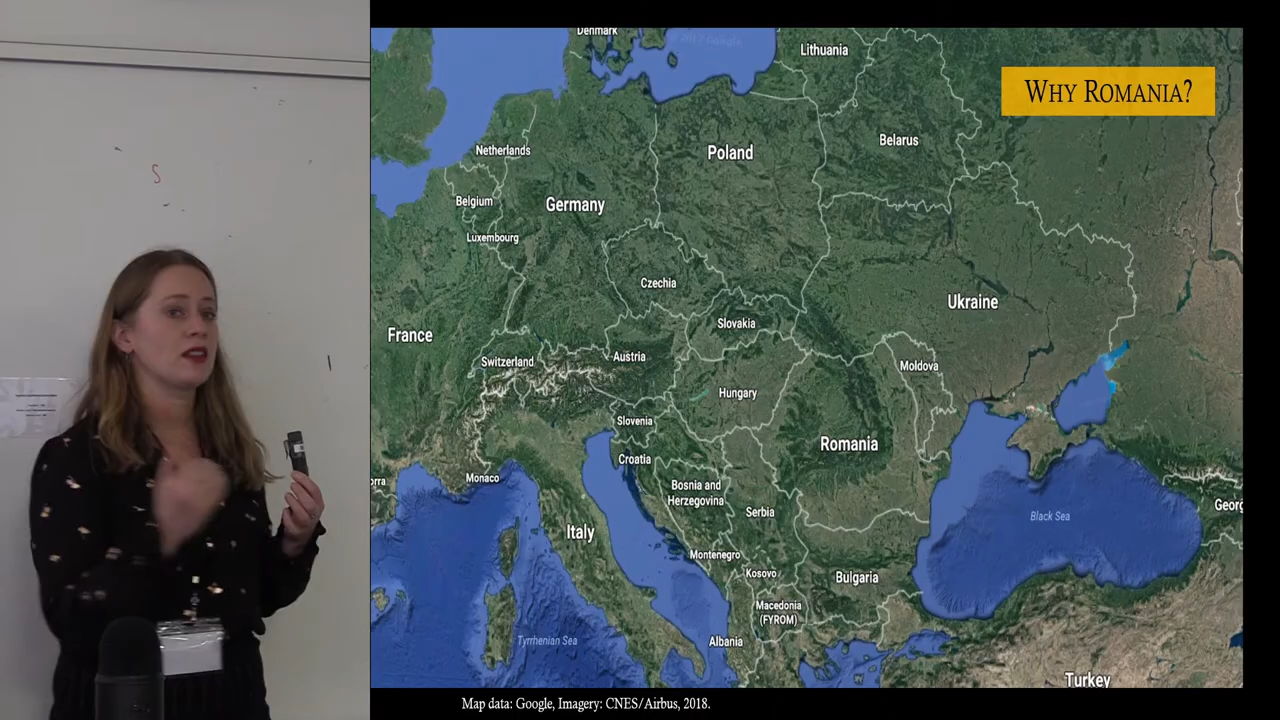 S
WHY ROMANIA?
Denmark
Lithuania
Belarus
Netherlands
Poland
Belgium
Germany
Luxembourg
Czechia
Ukraine
Slovakia
France
Switzerland
Austria
Moldova
Hungary
Slovenia
Romania
Croatia
Monaco
orra
Bosnia and
Herzegovina
Serbia
Italy
Black Sea
Georg
Montenegro
Kosovo
Bulgaria
Macedonia
(FYROM)
Tyrrhenian Sea
Albania
Turkey
Map data: Google, Imagery: CNES/Airbus, 2018.